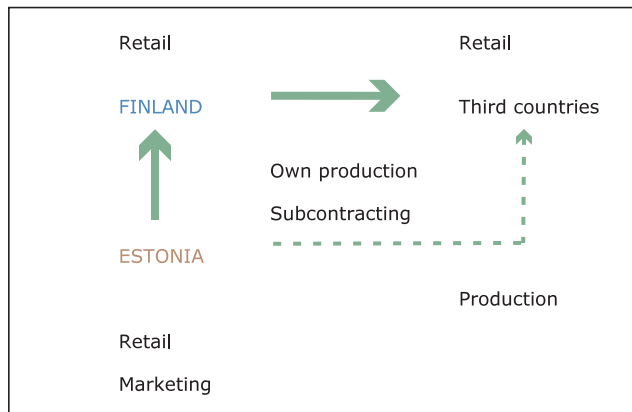 Retail
Retail
FINLAND
Third countries
Own production
Subcontracting
ESTONIA
Production
Retail
Marketing